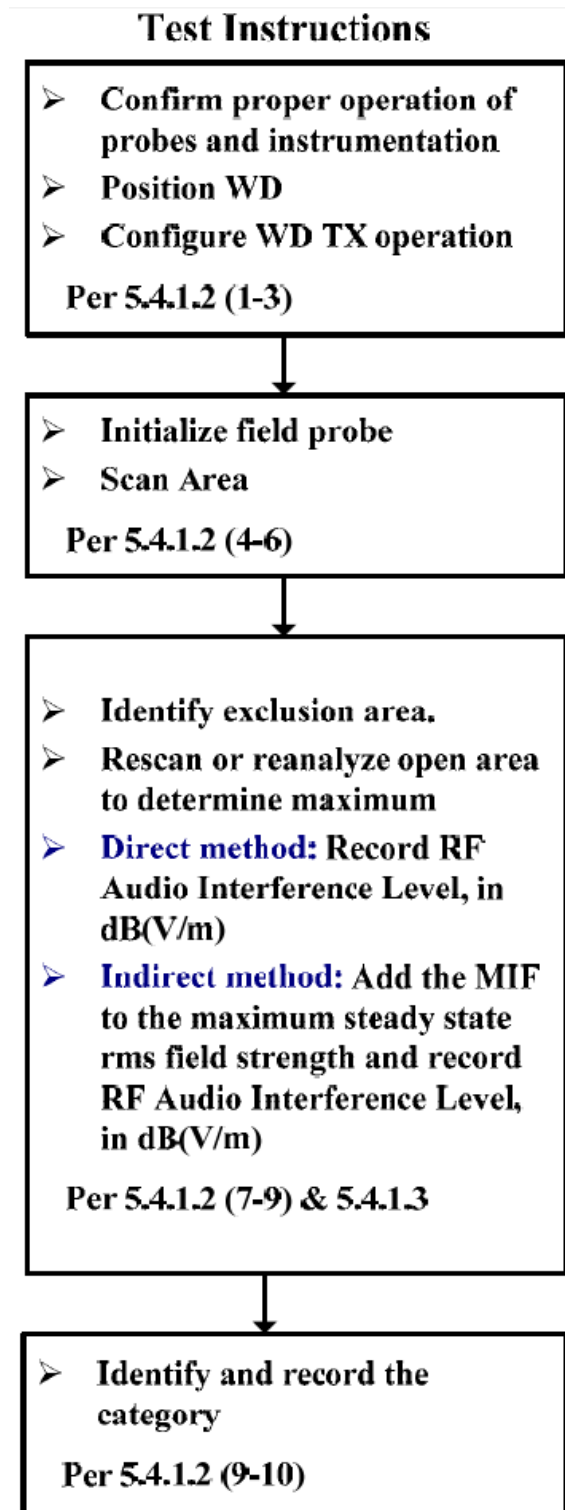 Test Instructions
➢ Confirm proper operation of
probes and instrumentation
➢ Position WD
➢ Configure WD TX operation
Per 5.4.1.2 (1-3)
➢ Initialize field probe
➢ Scan Area
Per 5.4.1.2 (4-6)
➢ Identify exclusion area.
➢ Rescan or reanalyze open area
to determine maximum
➢ Direct method: Record RF
Audio Interference Level, in
dB(V/m)
➢ Indirect method: Add the MIF
to the maximum steady state
rms field strength and record
RF Audio Interference Level,
in dB(V/m)
Per 5.4.1.2 (7-9) & 5.4.1.3
➢ Identify and record the
category
Per 5.4.1.2 (9-10)